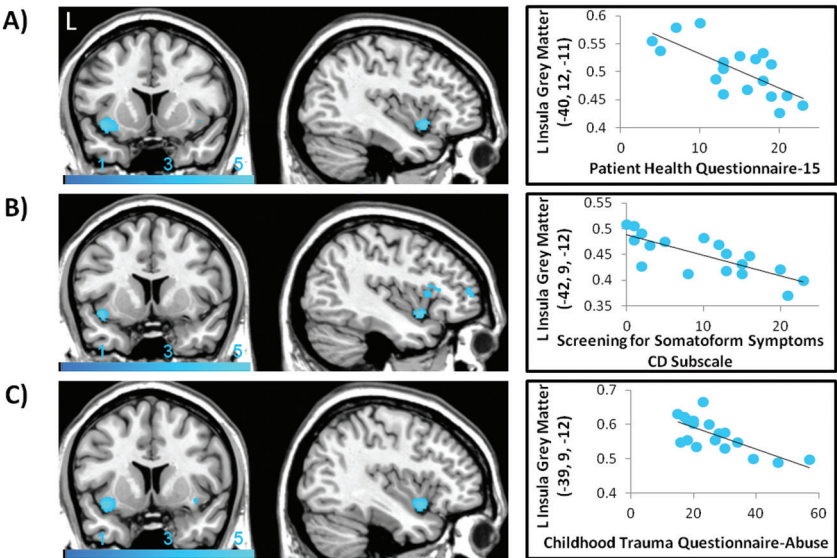 A)
L
1 3 5.
L Insula Grey Matter
(-40, 12, -11)
0.6
0.55
0.5
0.45
0.4
0 10 20
Patient Health Questionnaire-15
B)
1 3 5.
L Insula Grey Matter
(-42, 9, -12)
0.55
0.5
0.45
0.4
0.35
0 10 20
Screening for Somatoform Symptoms
CD Subscale
C)
1 3 5.
L Insula Grey Matter
(-39, 9, -12)
0.7
0.6
0.5
0.4
0 20 40 60
Childhood Trauma Questionnaire-Abuse